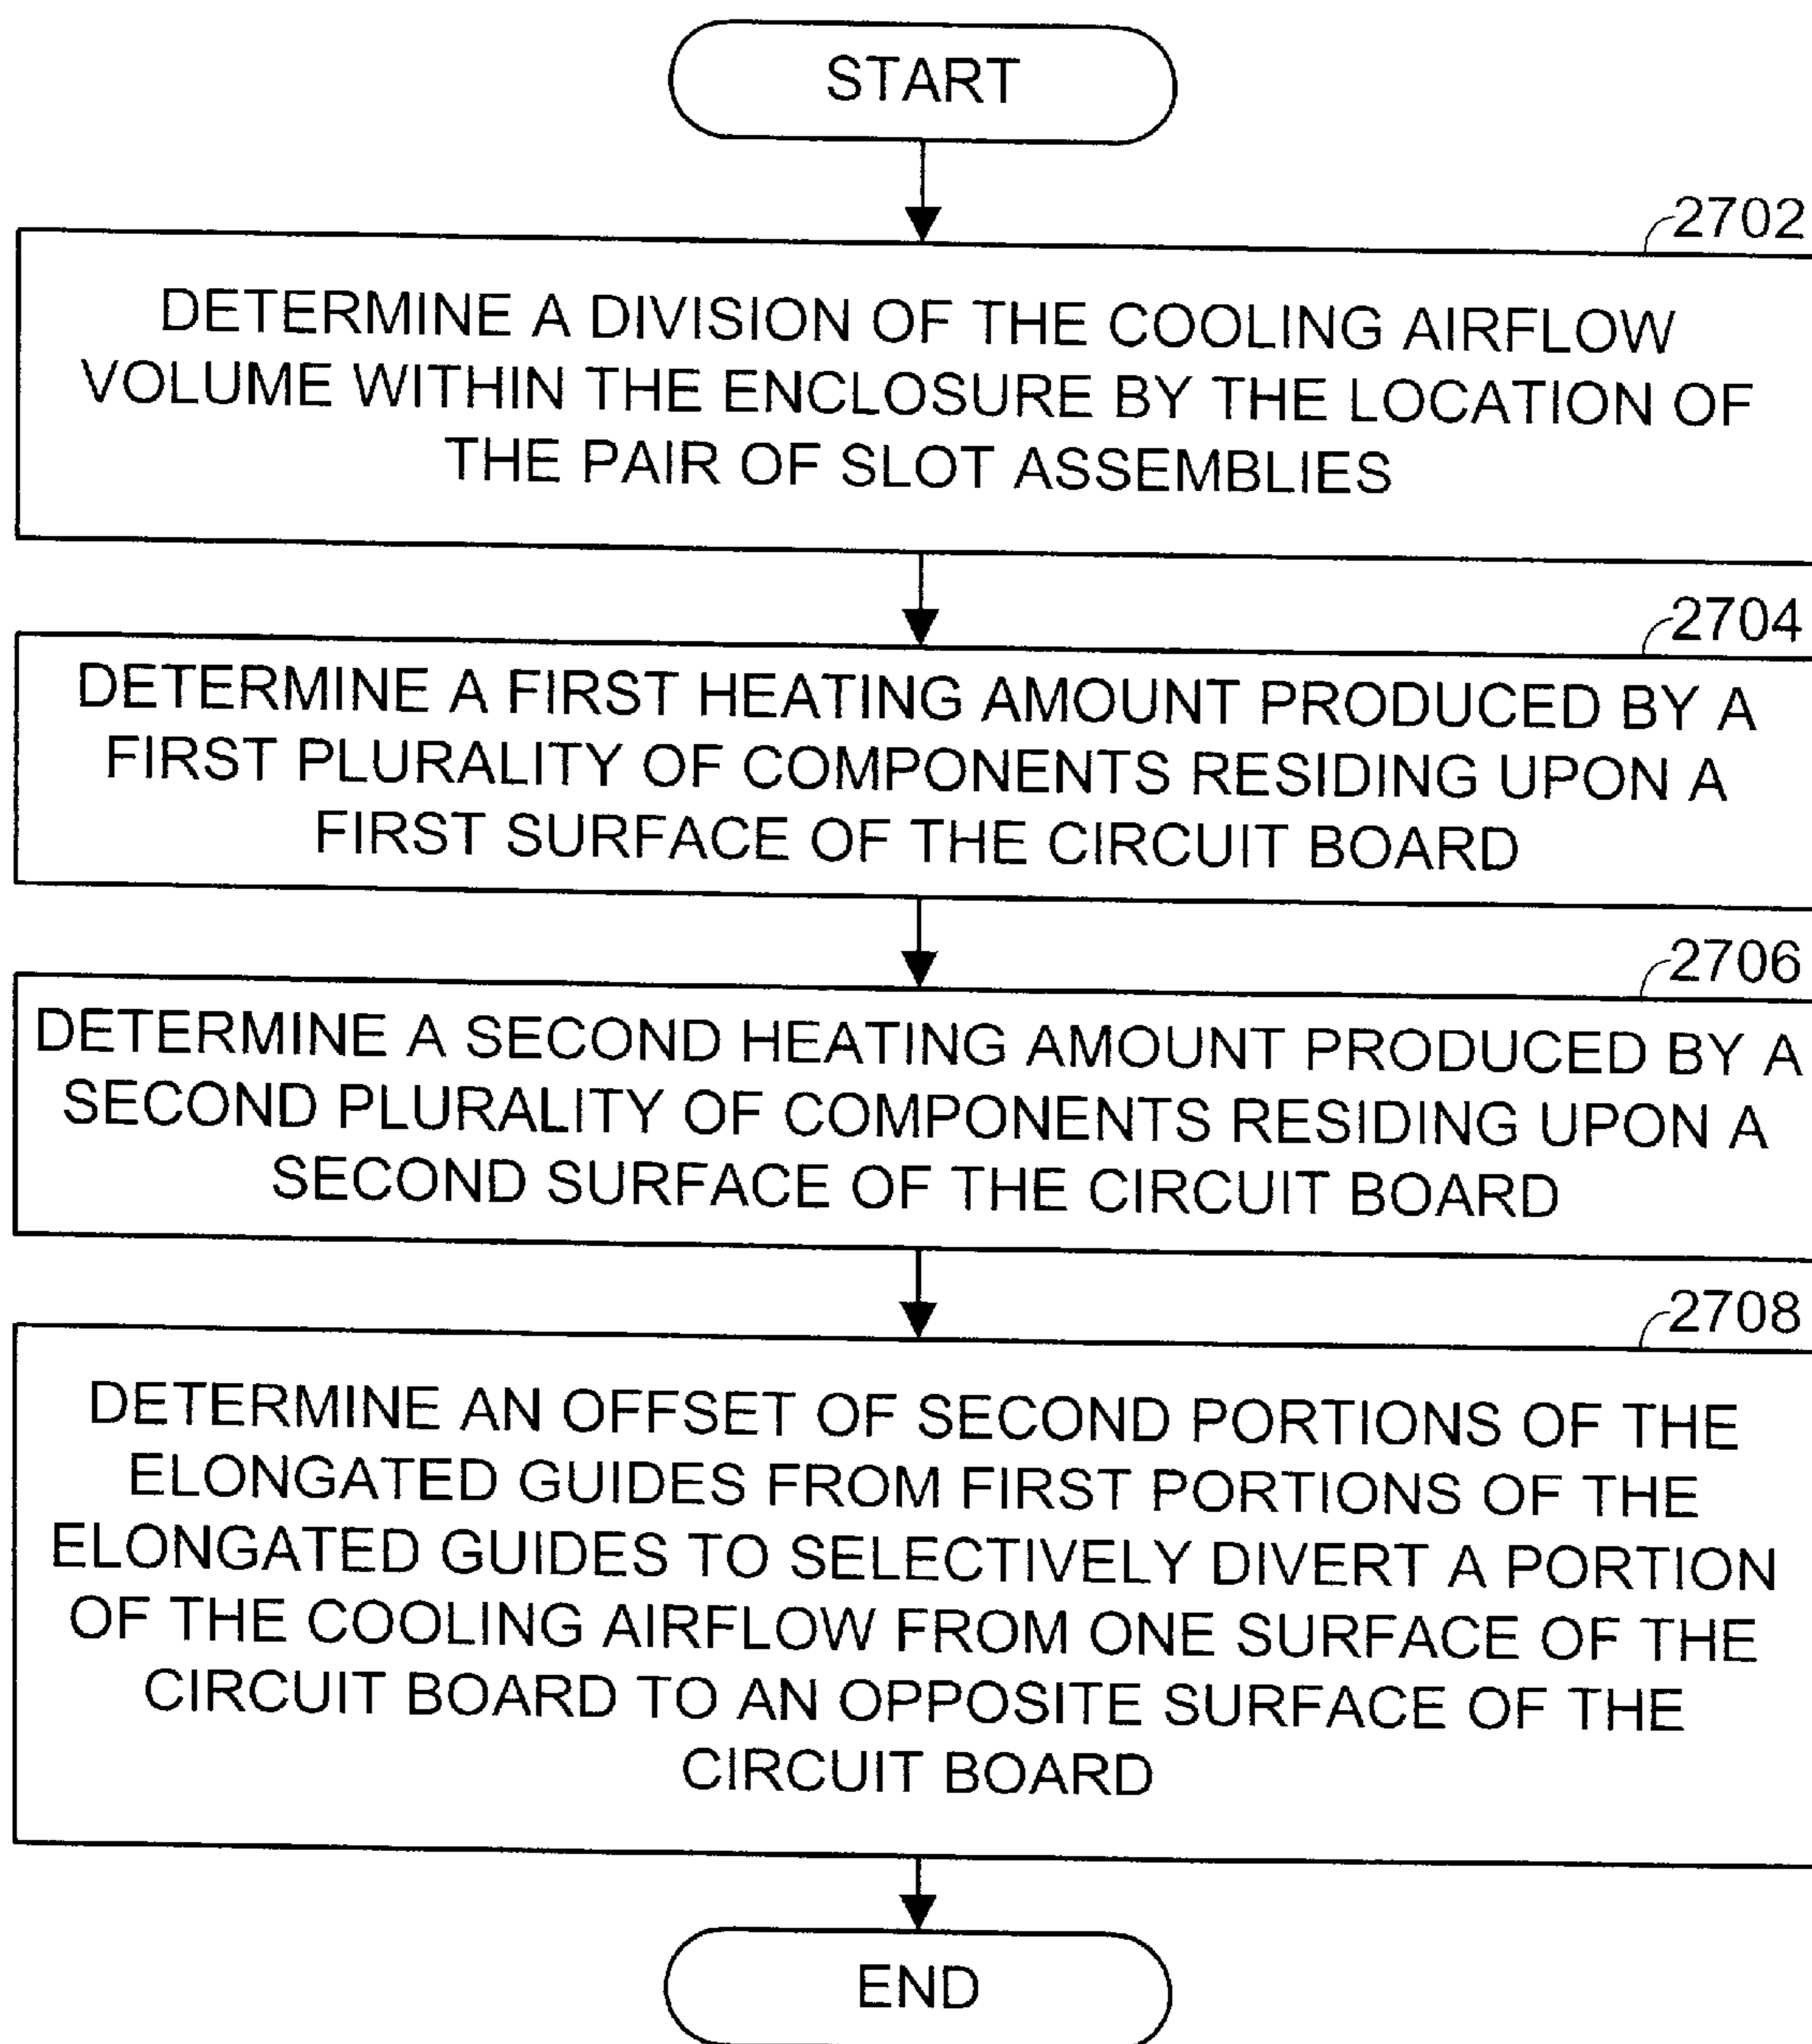 START
2702
DETERMINE A DIVISION OF THE COOLING AIRFLOW
VOLUME WITHIN THE ENCLOSURE BY THE LOCATION OF
THE PAIR OF SLOT ASSEMBLIES
2704
DETERMINE A FIRST HEATING AMOUNT PRODUCED BY A
FIRST PLURALITY OF COMPONENTS RESIDING UPON A
FIRST SURFACE OF THE CIRCUIT BOARD
2706
DETERMINE A SECOND HEATING AMOUNT PRODUCED BY A
SECOND PLURALITY OF COMPONENTS RESIDING UPON A
SECOND SURFACE OF THE CIRCUIT BOARD
2708
DETERMINE AN OFFSET OF SECOND PORTIONS OF THE
ELONGATED GUIDES FROM FIRST PORTIONS OF THE
ELONGATED GUIDES TO SELECTIVELY DIVERT A PORTION
OF THE COOLING AIRFLOW FROM ONE SURFACE OF THE
CIRCUIT BOARD TO AN OPPOSITE SURFACE OF THE
CIRCUIT BOARD
END